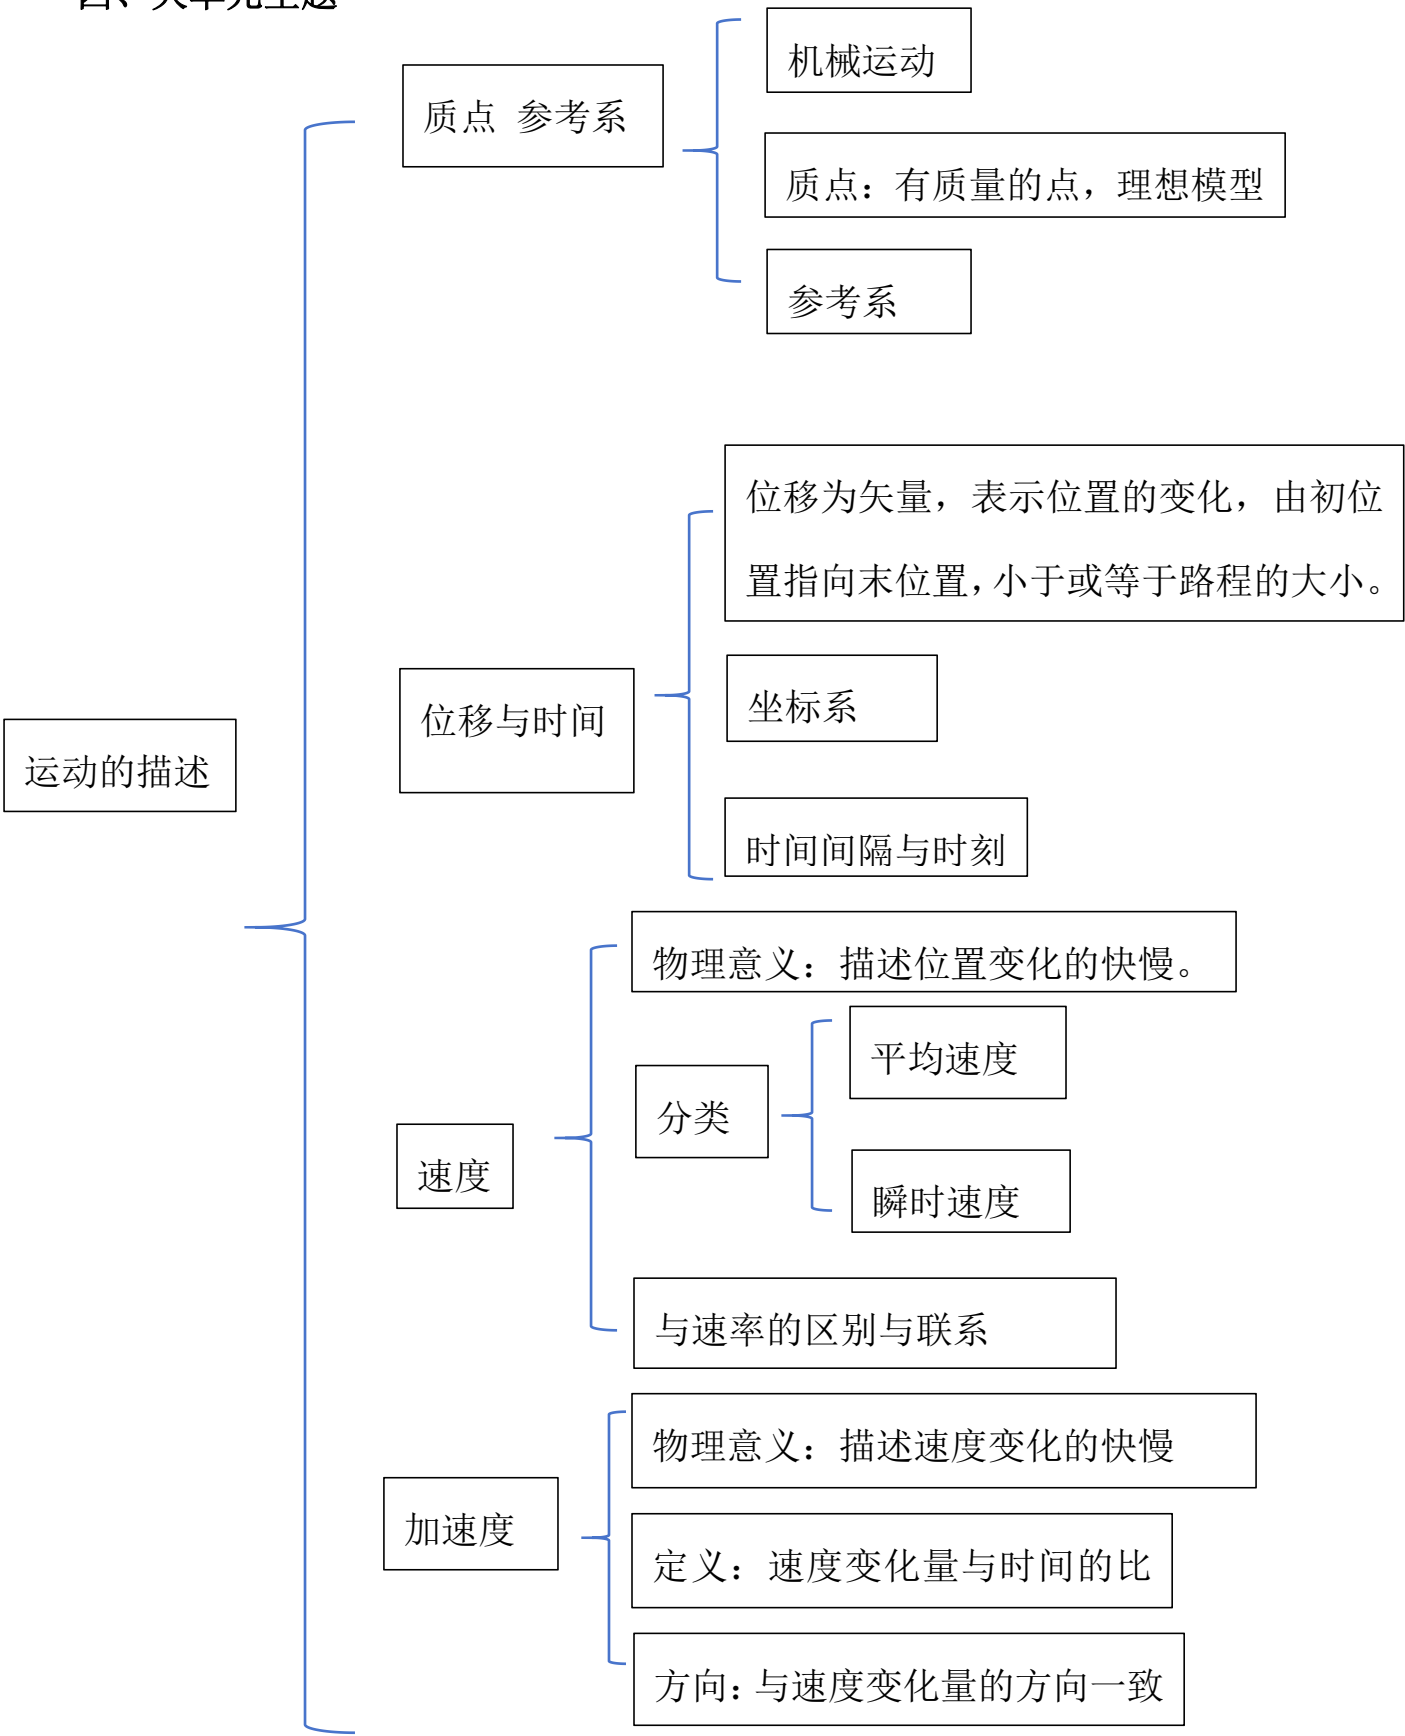 质点 参考系
机械运动
质点：有质量的点，理想模型
参考系
运动的描述
位移与时间
位移为矢量，表示位置的变化，由初位
置指向末位置，小于或等于路程的大小。
坐标系
时间间隔与时刻
速度
物理意义：描述位置变化的快慢。
分类
平均速度
瞬时速度
与速率的区别与联系
加速度
物理意义：描述速度变化的快慢
定义：速度变化量与时间的比
方向：与速度变化量的方向一致